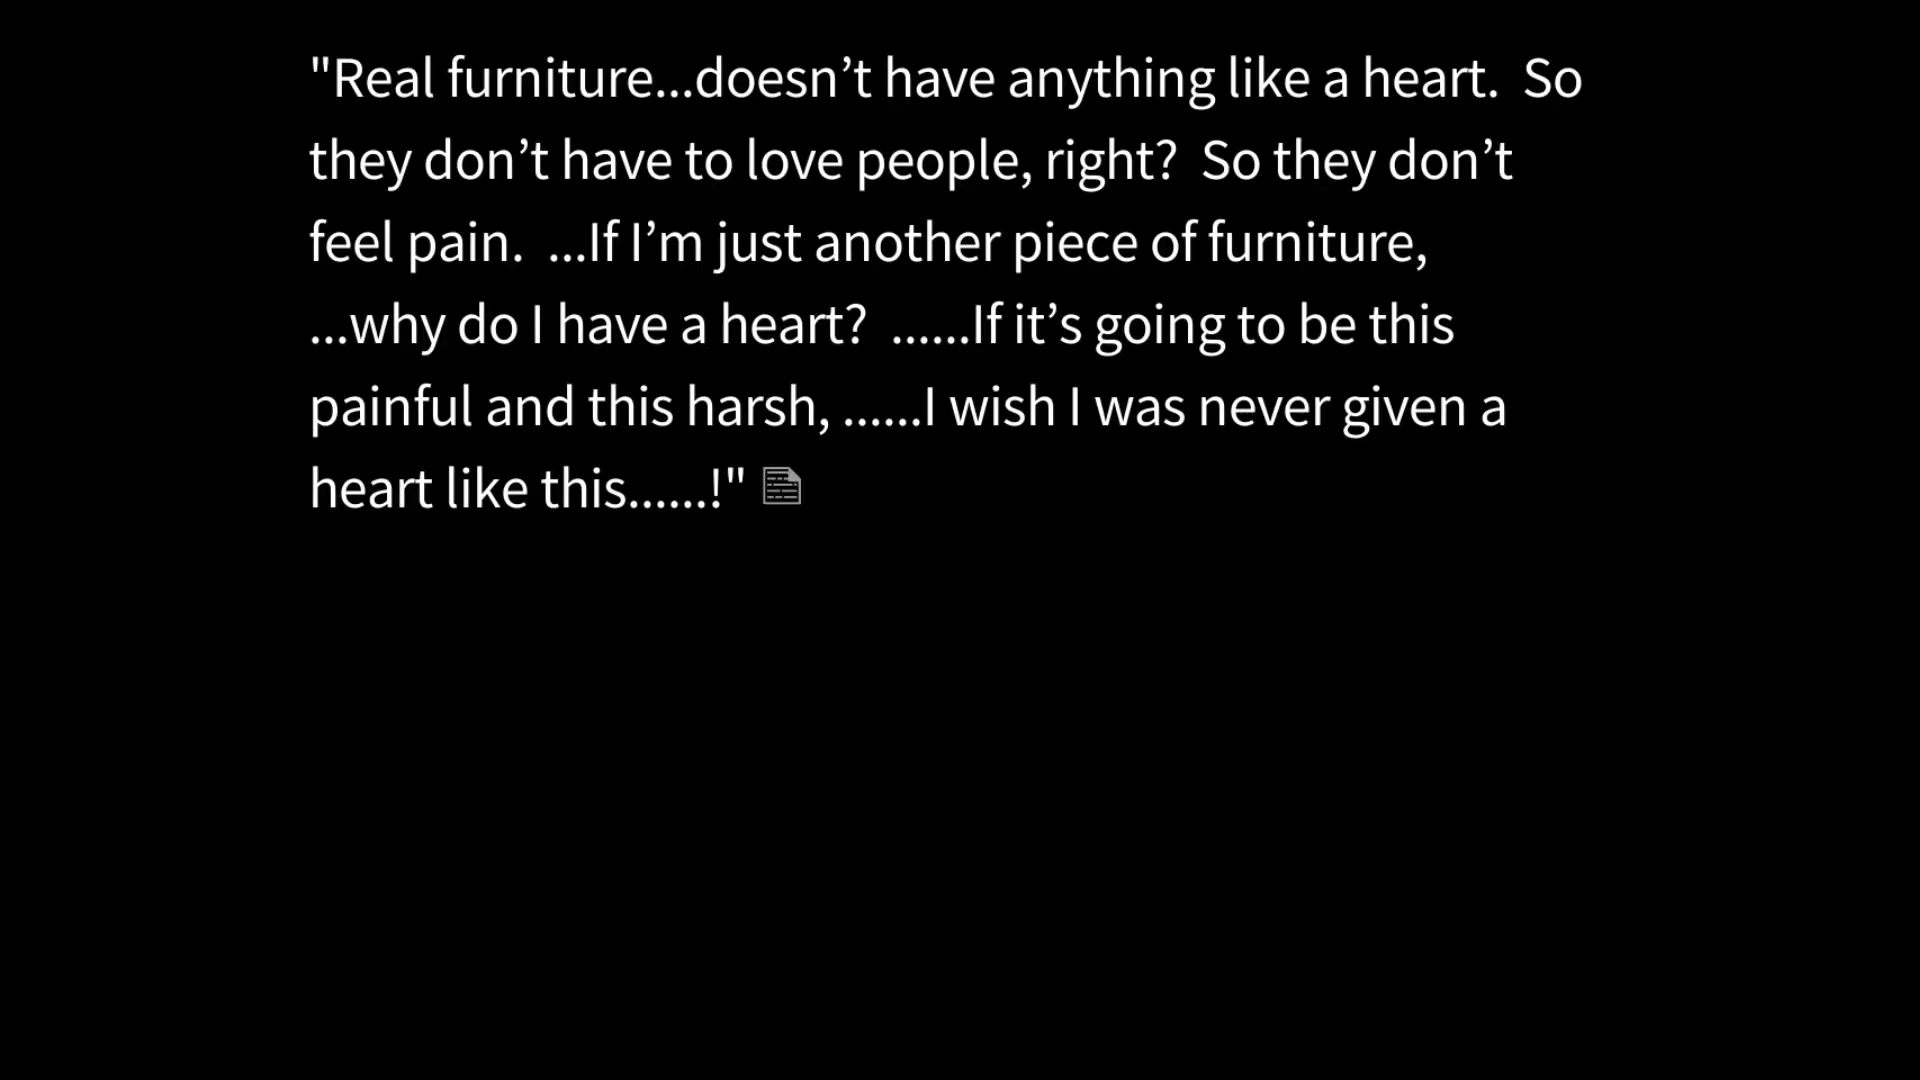 "Real furniture...doesn’t have anything like a heart.  So
they don’t have to love people, right?  So they don’t
feel pain.  ...If I’m just another piece of furniture,
...why do I have a heart?  ......If it’s going to be this
painful and this harsh, ......I wish I was never given a
heart like this......!"